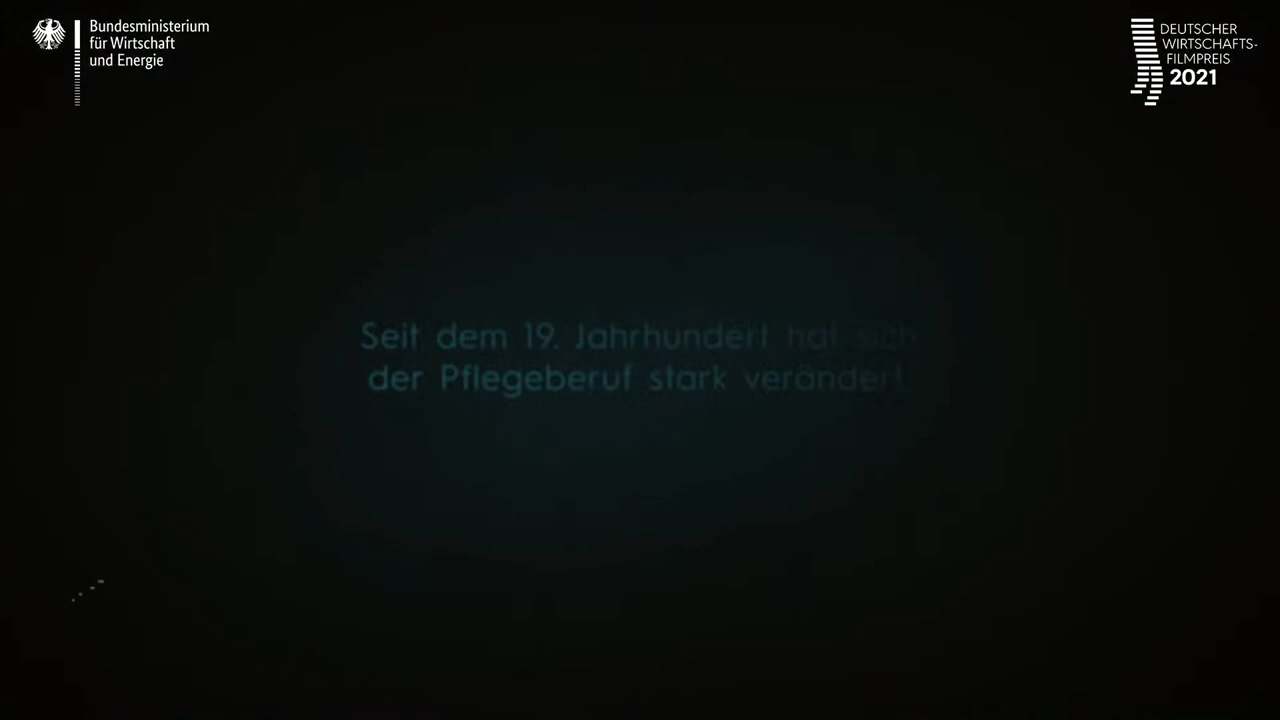 Bundesministerium
für Wirtschaft
und Energie
DEUTSCHER
WIRTSCHAFTS-
FILMPREIS
2021
Seit dem 19. Jahrhundert hat sich
der Pflegeberuf stark verändert